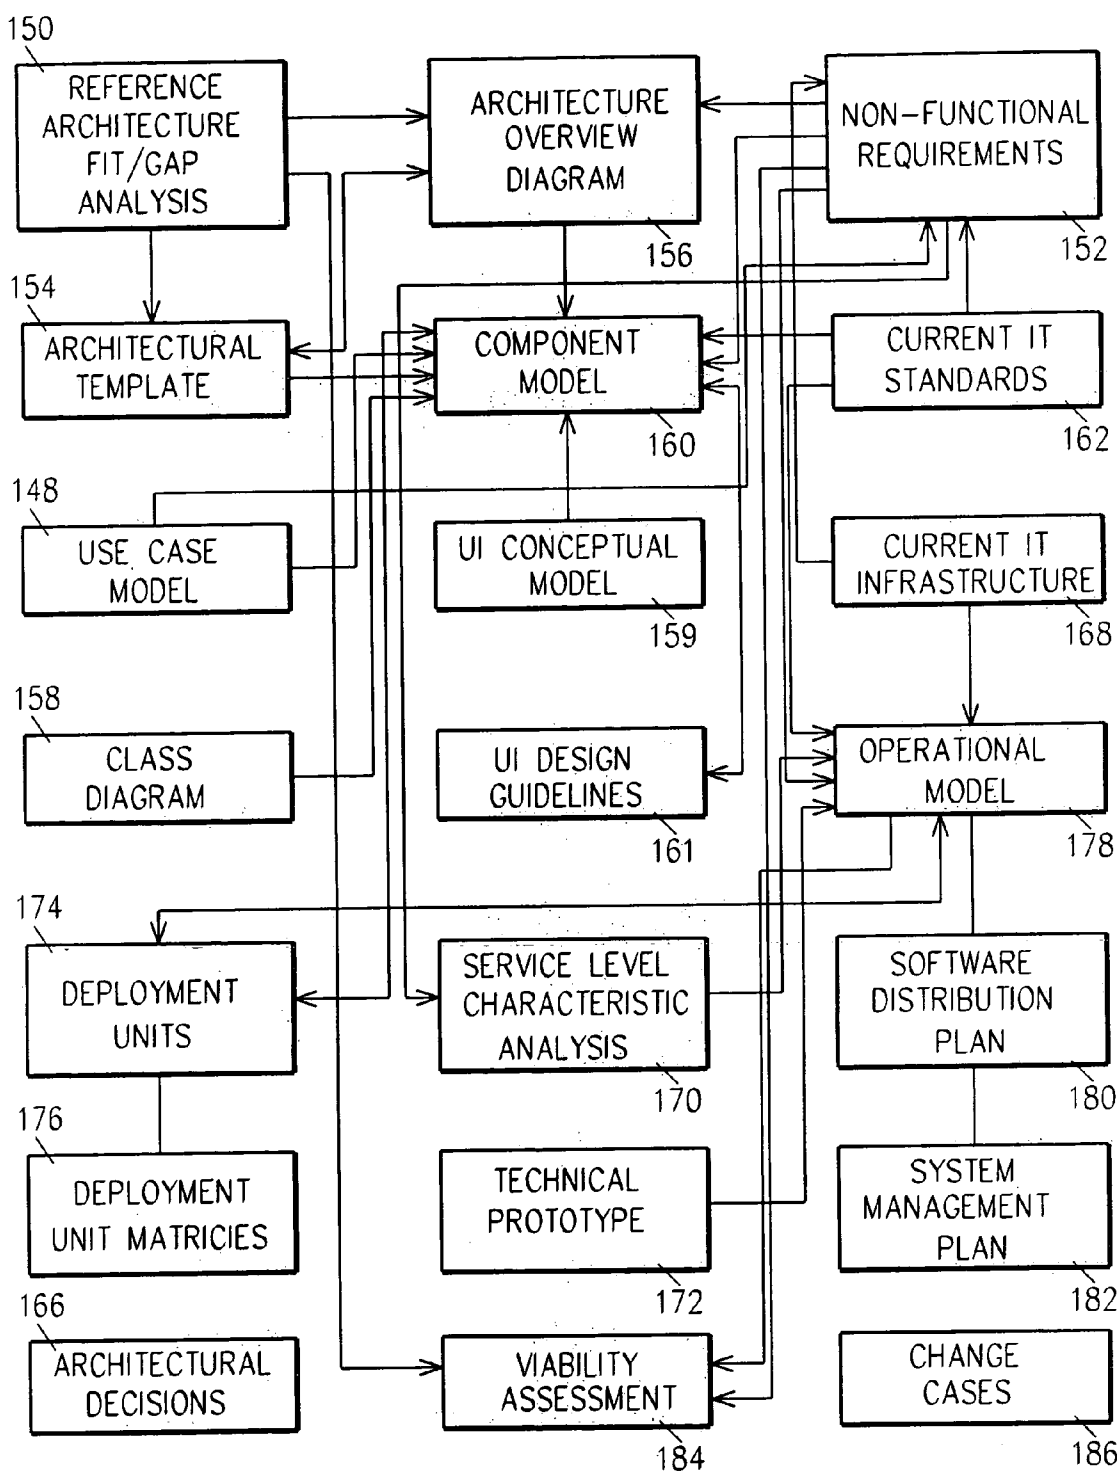 150
REFERENCE
ARCHITECTURE
FIT/GAP
ANALYSIS
ARCHITECTURE
OVERVIEW
DIAGRAM
156
NON-FUNCTIONAL
REQUIREMENTS
152
154
ARCHITECTURAL
TEMPLATE
COMPONENT
MODEL
160
CURRENT IT
STANDARDS
162
148
USE CASE
MODEL
UI CONCEPTUAL
MODEL
159
CURRENT IT
INFRASTRUCTURE
168
158
CLASS
DIAGRAM
UI DESIGN
GUIDELINES
161
OPERATIONAL
MODEL
178
174
DEPLOYMENT
UNITS
SERVICE LEVEL
CHARACTERISTIC
ANALYSIS
170
SOFTWARE
DISTRIBUTION
PLAN
180
176
DEPLOYMENT
UNIT MATRICIES
TECHNICAL
PROTOTYPE
172
SYSTEM
MANAGEMENT
PLAN
182
166
ARCHITECTURAL
DECISIONS
VIABILITY
ASSESSMENT
184
CHANGE
CASES
186